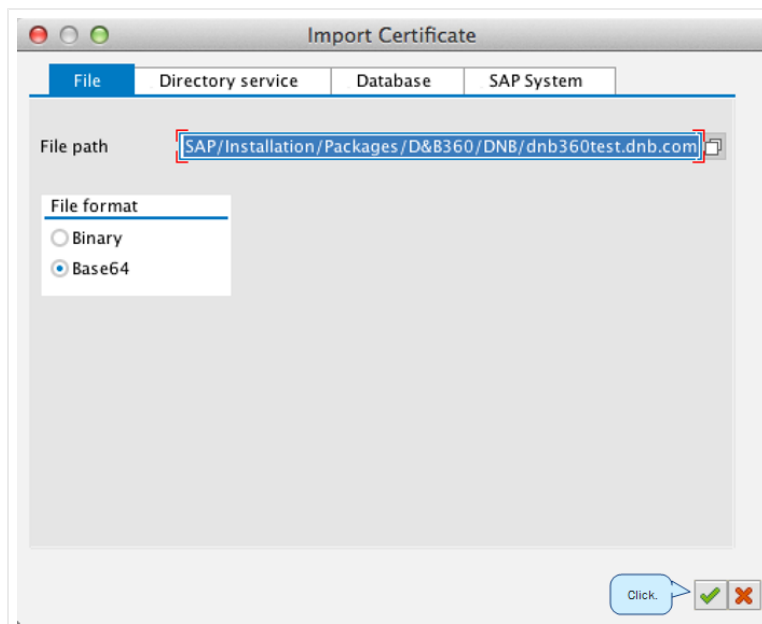 Import Certificate
File Directory service Database SAP System
File path SAP/Installation/Packages/D&B360/DNB/dnb360test.dnb.com
File format
Binary
Base64
Click.